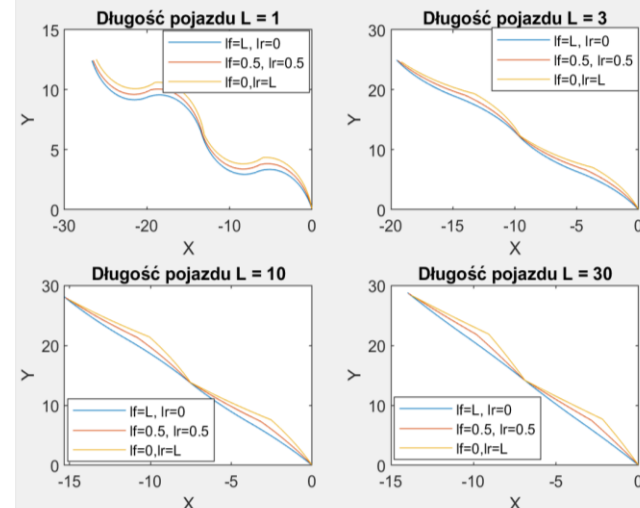 Długość pojazdu L = 1
15
10
5
0
Y
-30
-20
-10
0
X
lf=L, lr=0
lf=0.5, lr=0.5
lf=0,lr=L
Długość pojazdu L = 3
30
20
10
0
Y
-20
-15
-10
-5
0
X
lf=L, lr=0
lf=0.5, lr=0.5
lf=0,lr=L
Długość pojazdu L = 10
30
20
10
0
Y
-15
-10
-5
0
X
lf=L, lr=0
lf=0.5, lr=0.5
lf=0,lr=L
Długość pojazdu L = 30
30
20
10
0
Y
-15
-10
-5
0
X
lf=L, lr=0
lf=0.5, lr=0.5
lf=0,lr=L